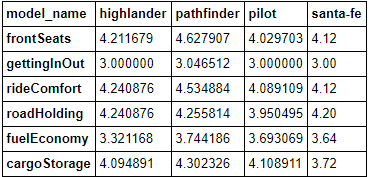 model_name highlander pathfinder pilot santa-fe
frontSeats 4.211679 4.627907 4.029703 4.12
gettingInOut 3.000000 3.046512 3.000000 3.00
rideComfort 4.240876 4.534884 4.089109 4.12
roadHolding 4.240876 4.255814 3.950495 4.20
fuelEconomy 3.321168 3.744186 3.693069 3.64
cargoStorage 4.094891 4.302326 4.108911 3.72